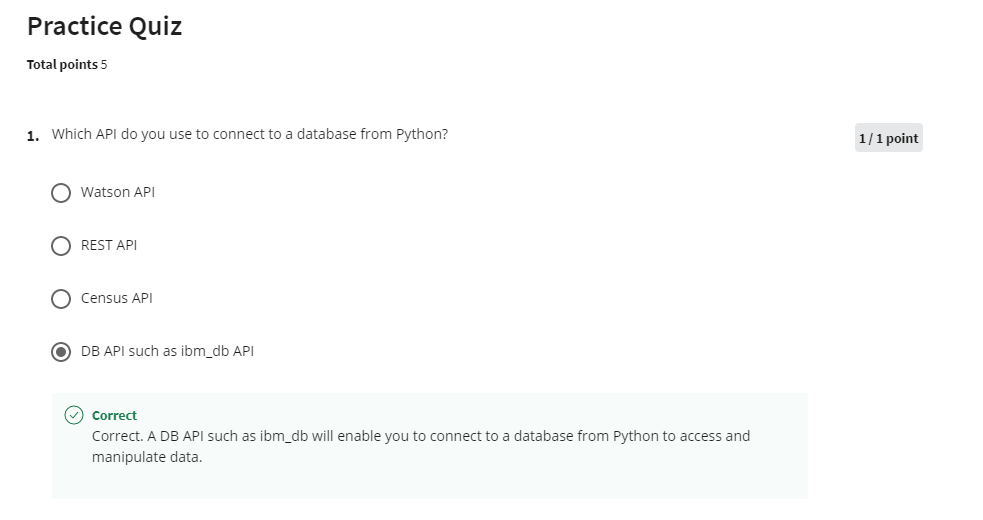 Practice Quiz
Total points 5
1. Which API do you use to connect to a database from Python?
1 / 1 point
Watson API
REST API
Census API
DB API such as ibm_db API
Correct
Correct. A DB API such as ibm_db will enable you to connect to a database from Python to access and
manipulate data.